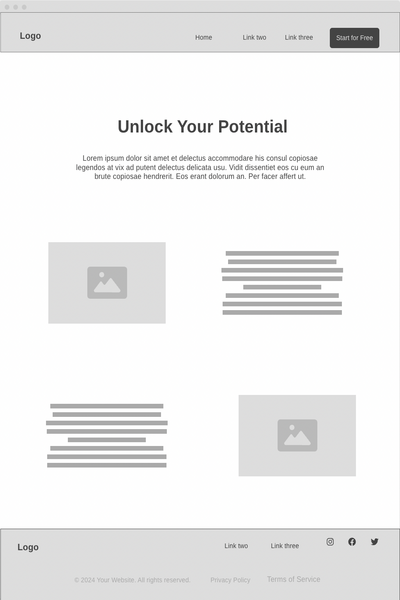 Logo
Home
Link two
Link three
Start for Free
Unlock Your Potential
Lorem ipsum dolor sit amet et delectus accommodare his consul copiosae
legendos at vix ad putent delectus delicata usu. Vidit dissentiet eos cu eum an
brute copiosae hendrerit. Eos erant dolorum an. Per facer affert ut.
Logo
Link two
Link three
© 2024 Your Website. All rights reserved.
Privacy Policy
Terms of Service